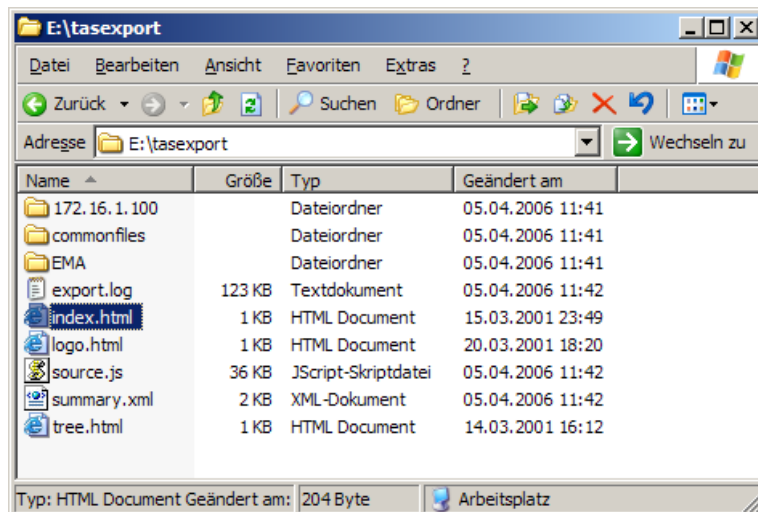 E:\tasexport
Datei Bearbeiten Ansicht Favoriten Extras ?
Zurück Suchen Ordner
Adresse E:\tasexport Wechseln zu
Name Größe Typ Geändert am
172.16.1.100 Dateiordner 05.04.2006 11:41
commonfiles Dateiordner 05.04.2006 11:41
EMA Dateiordner 05.04.2006 11:41
export.log 123 KB Textdokument 05.04.2006 11:42
index.html 1 KB HTML Document 15.03.2001 23:49
logo.html 1 KB HTML Document 20.03.2001 18:20
source.js 36 KB JScript-Skriptdatei 05.04.2006 11:42
summary.xml 2 KB XML-Dokument 05.04.2006 11:42
tree.html 1 KB HTML Document 14.03.2001 16:12
Typ: HTML Document Geändert am: 204 Byte Arbeitsplatz